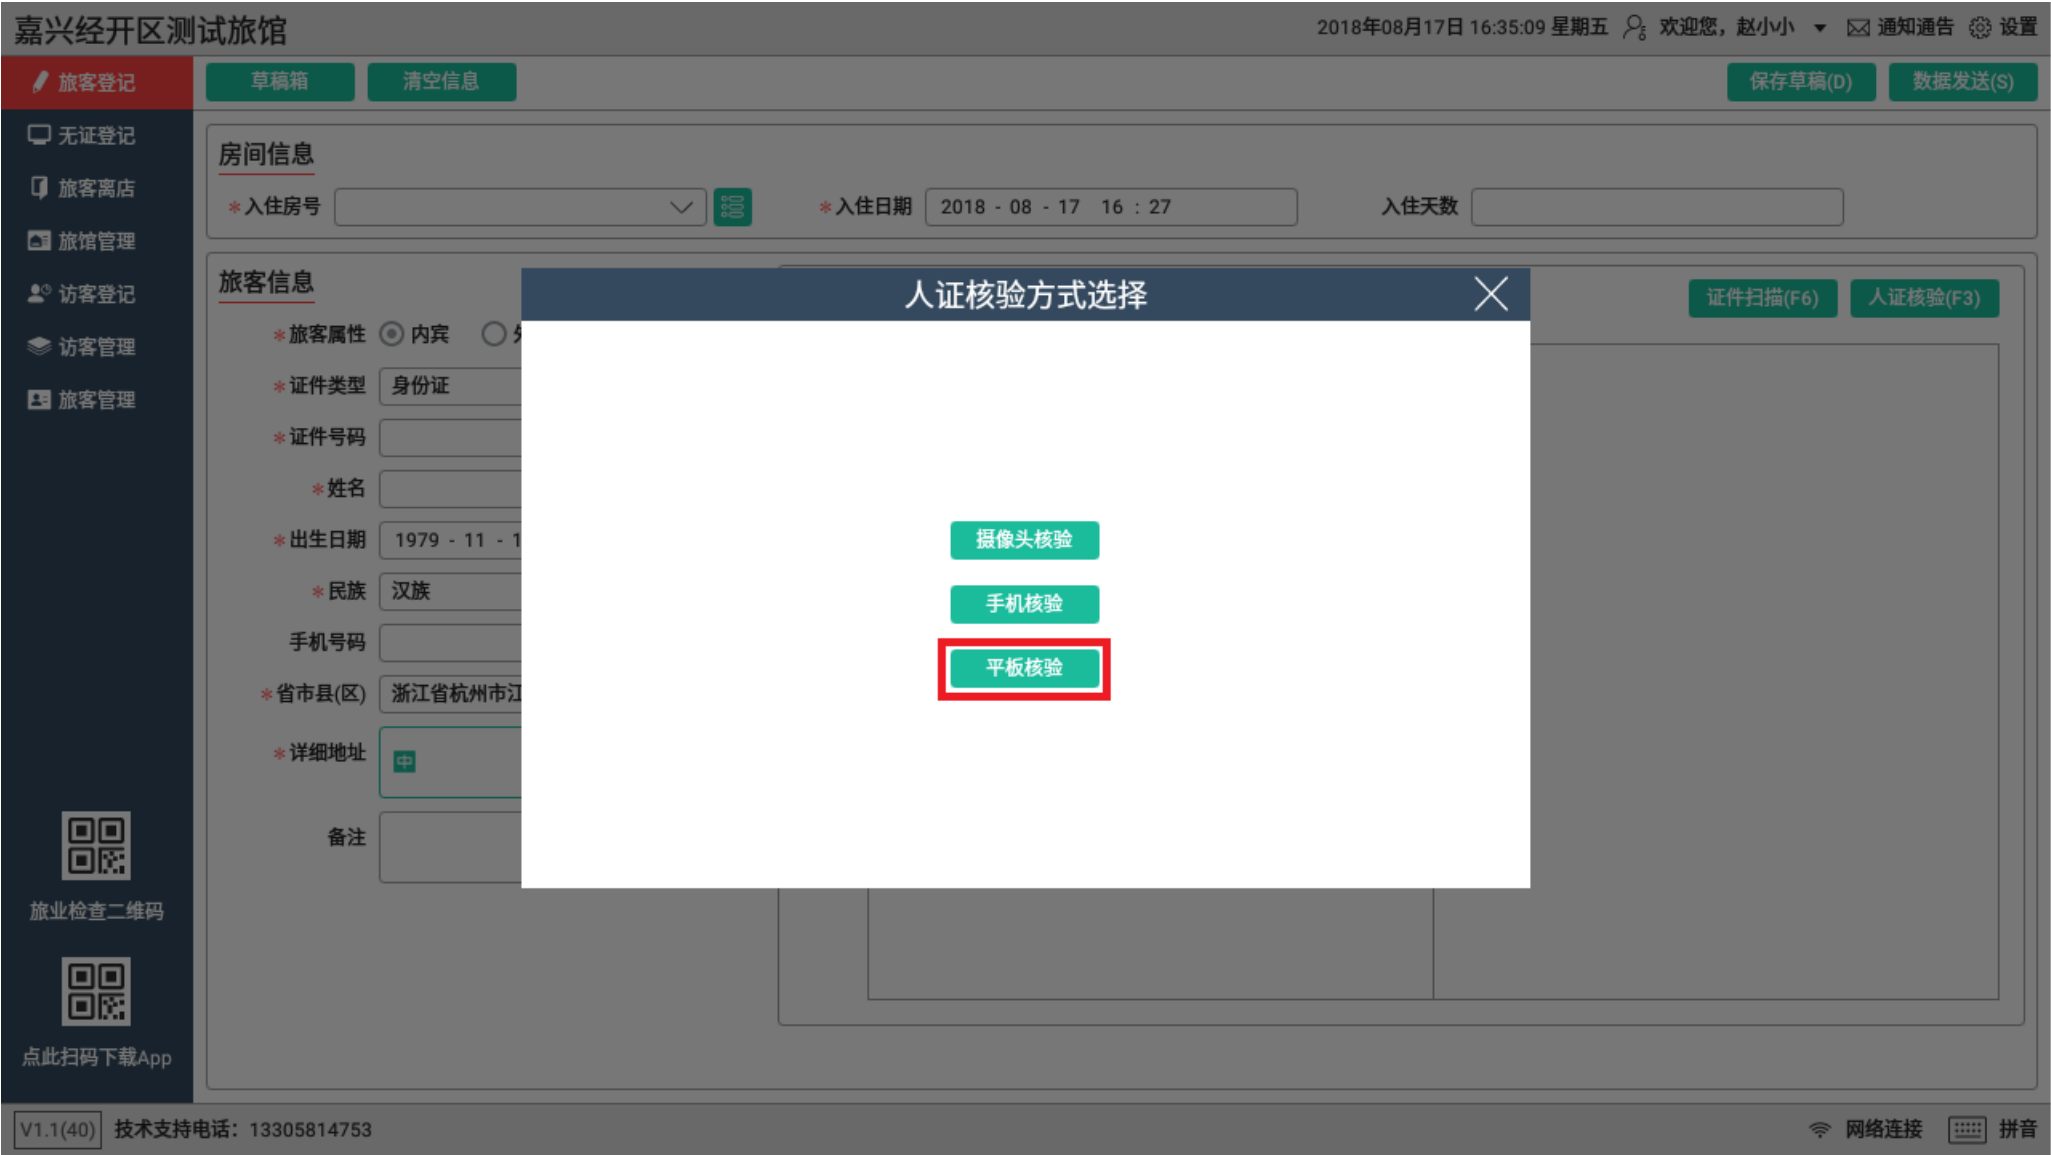 嘉兴经开区测试旅馆
2018年08月17日 16:35:09 星期五 欢迎您，赵小小 通知通告 设置
旅客登记
草稿箱 清空信息 保存草稿(D) 数据发送(S)
无证登记
旅客离店
旅馆管理
访客登记
访客管理
旅客管理
房间信息
*入住房号 *入住日期 2018 - 08 - 17 16 : 27 入住天数
旅客信息
证件扫描(F6) 人证核验(F3)
*旅客属性 内宾
*证件类型 身份证
*证件号码
*姓名
*出生日期 1979 - 11 - 1
*民族 汉族
手机号码
*省市县(区) 浙江省杭州市江
*详细地址 中
备注
人证核验方式选择
摄像头核验
手机核验
平板核验
旅业检查二维码
点此扫码下载App
V1.1(40) 技术支持电话：13305814753
网络连接 拼音